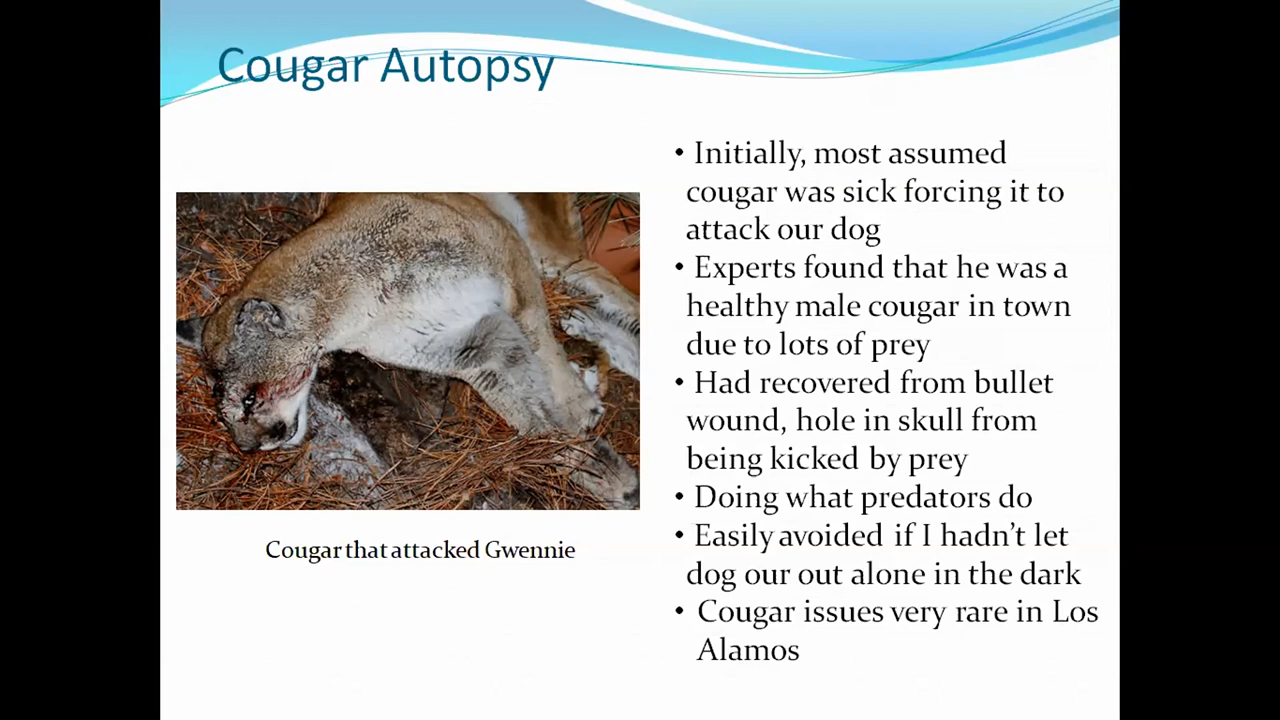 Cougar Autopsy
• Initially, most assumed
cougar was sick forcing it to
attack our dog
• Experts found that he was a
healthy male cougar in town
due to lots of prey
• Had recovered from bullet
wound, hole in skull from
being kicked by prey
• Doing what predators do
• Easily avoided if I hadn’t let
dog our out alone in the dark
• Cougar issues very rare in Los
Alamos
Cougar that attacked Gwennie